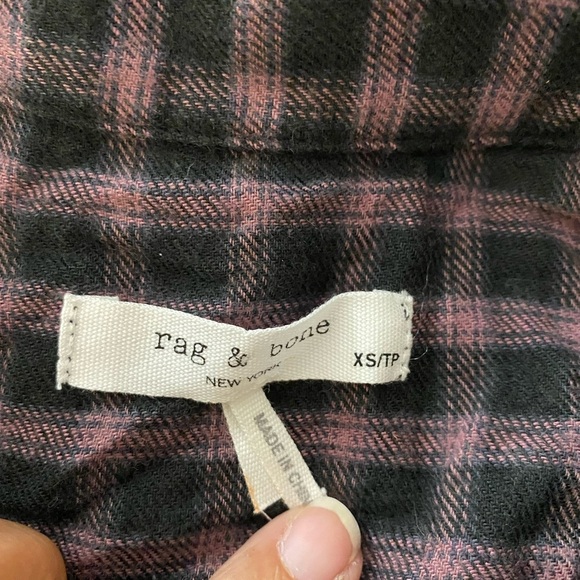 rag & bone
NEW YORK
XS/TP
MADE IN